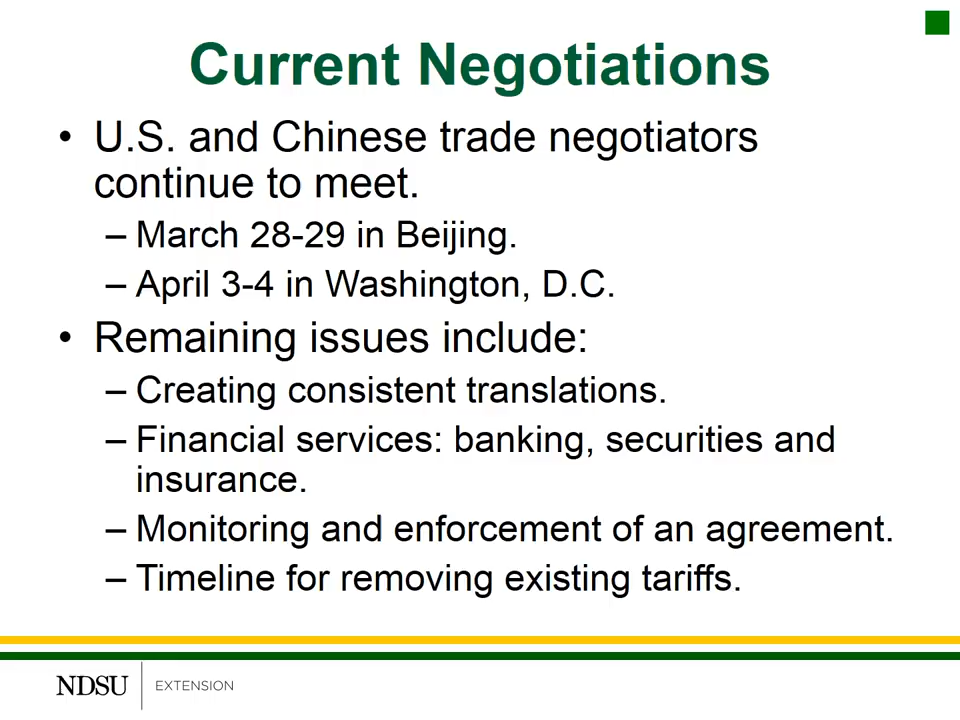 Current Negotiations
• U.S. and Chinese trade negotiators
continue to meet.
– March 28-29 in Beijing.
– April 3-4 in Washington, D.C.
• Remaining issues include:
– Creating consistent translations.
– Financial services: banking, securities and
insurance.
– Monitoring and enforcement of an agreement.
– Timeline for removing existing tariffs.
NDSU EXTENSION